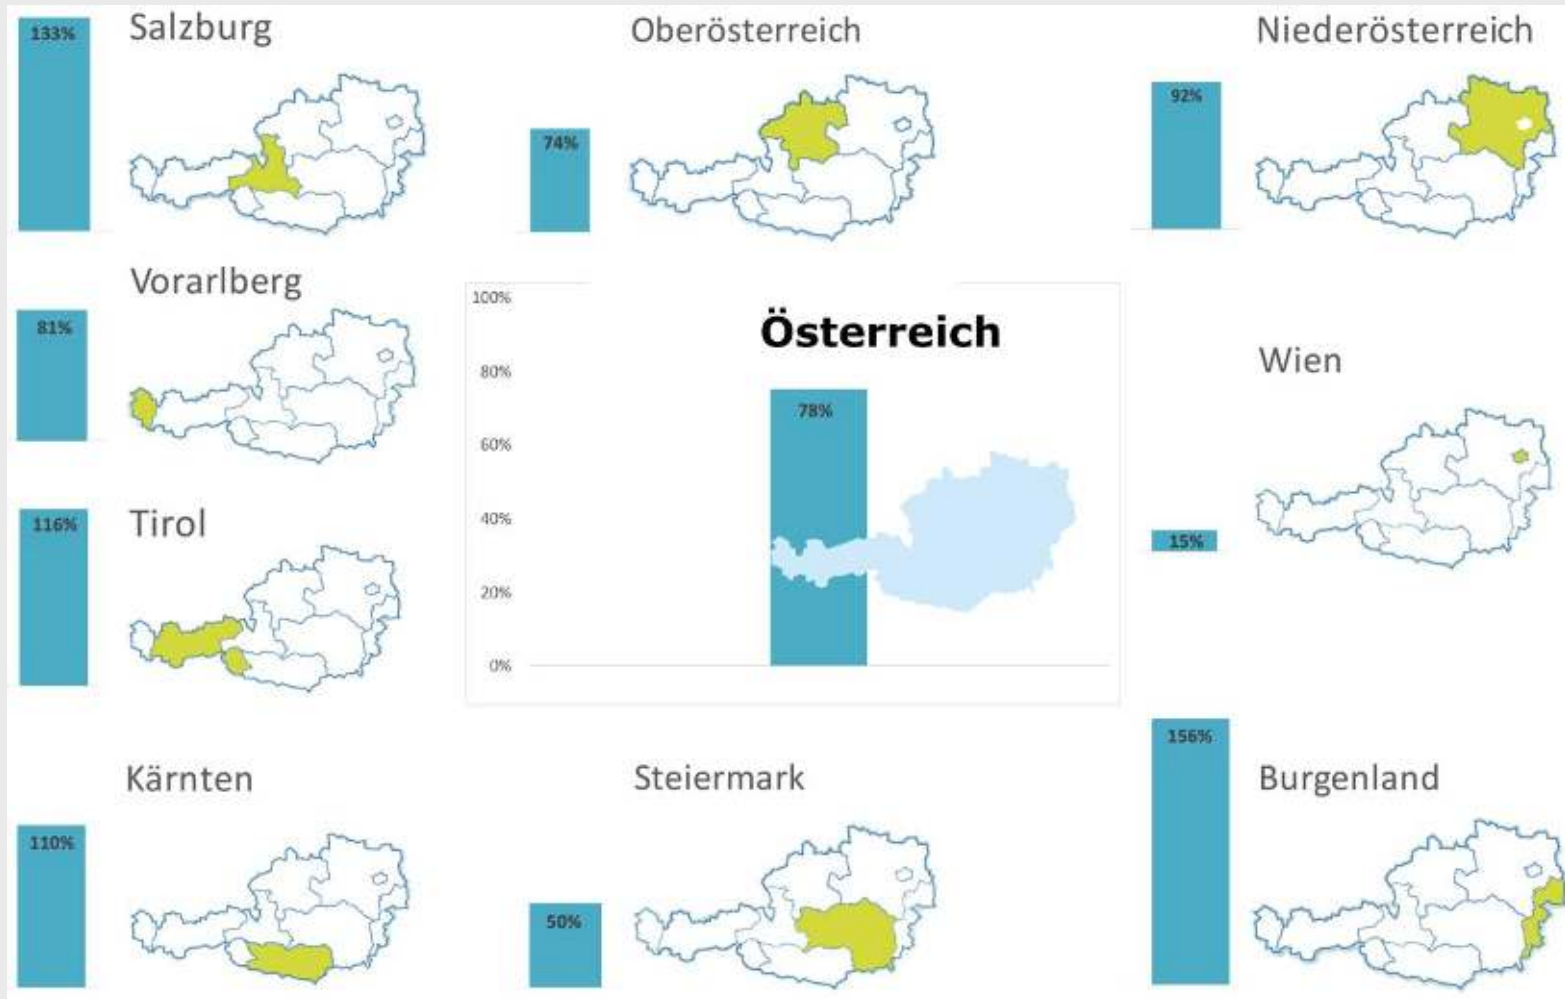 133%
Salzburg
74%
Oberösterreich
92%
Niederösterreich
81%
Vorarlberg
Österreich
100%
80%
60%
40%
20%
0%
78%
15%
Wien
116%
Tirol
110%
Kärnten
50%
Steiermark
156%
Burgenland